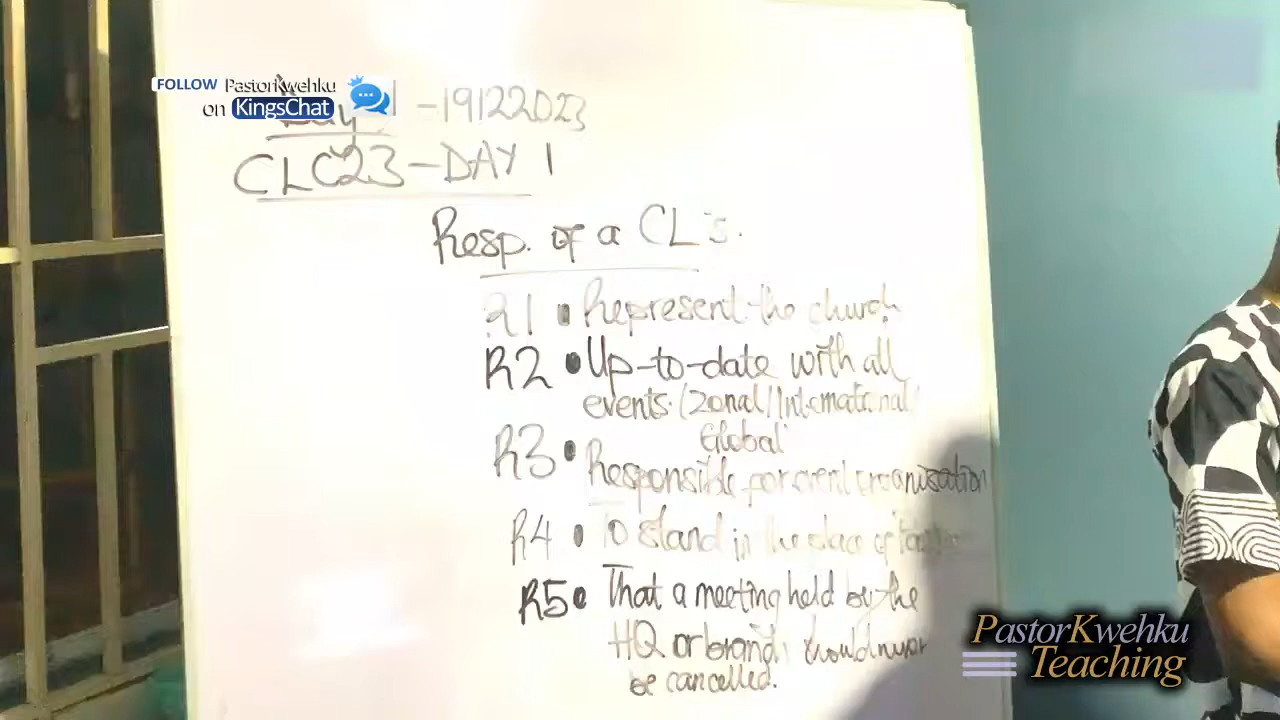 FOLLOW PastorKwehku
on KingsChat
Day -19122023
CLC23-DAY 1
Resp. of a CL's.
R1 • Represent the church
R2 • Up-to-date with all
events. (Zonal/International/
Global
R3 • Responsible for event organisation
R4 • To stand in the place of
R5 • That a meeting held by the
HQ or branch should never
be cancelled.
PastorKwehku
Teaching